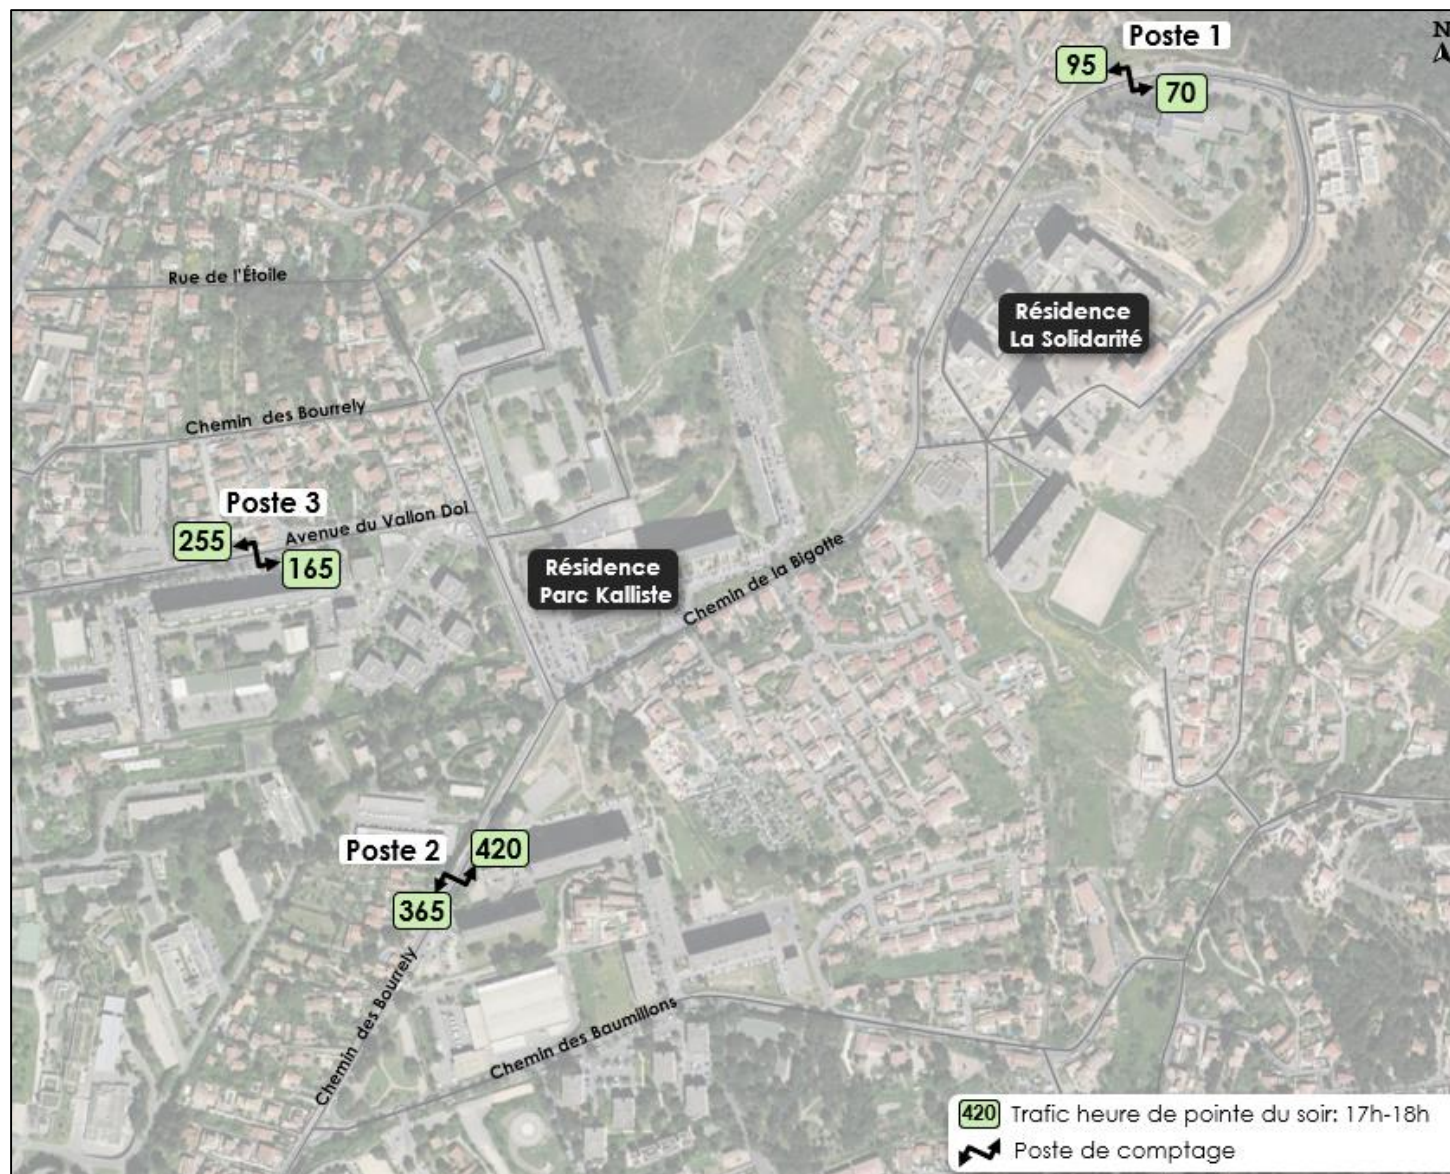 N
Poste 1
95
70
Rue de l'Étoile
Résidence
La Solidarité
Chemin des Bourrely
Poste 3
Avenue du Vallon Dol
255
165
Résidence
Parc Kalliste
Chemin de la Bigotte
Poste 2
420
365
Chemin des Bourrely
Chemin des Baumillons
420 Trafic heure de pointe du soir: 17h-18h
Poste de comptage